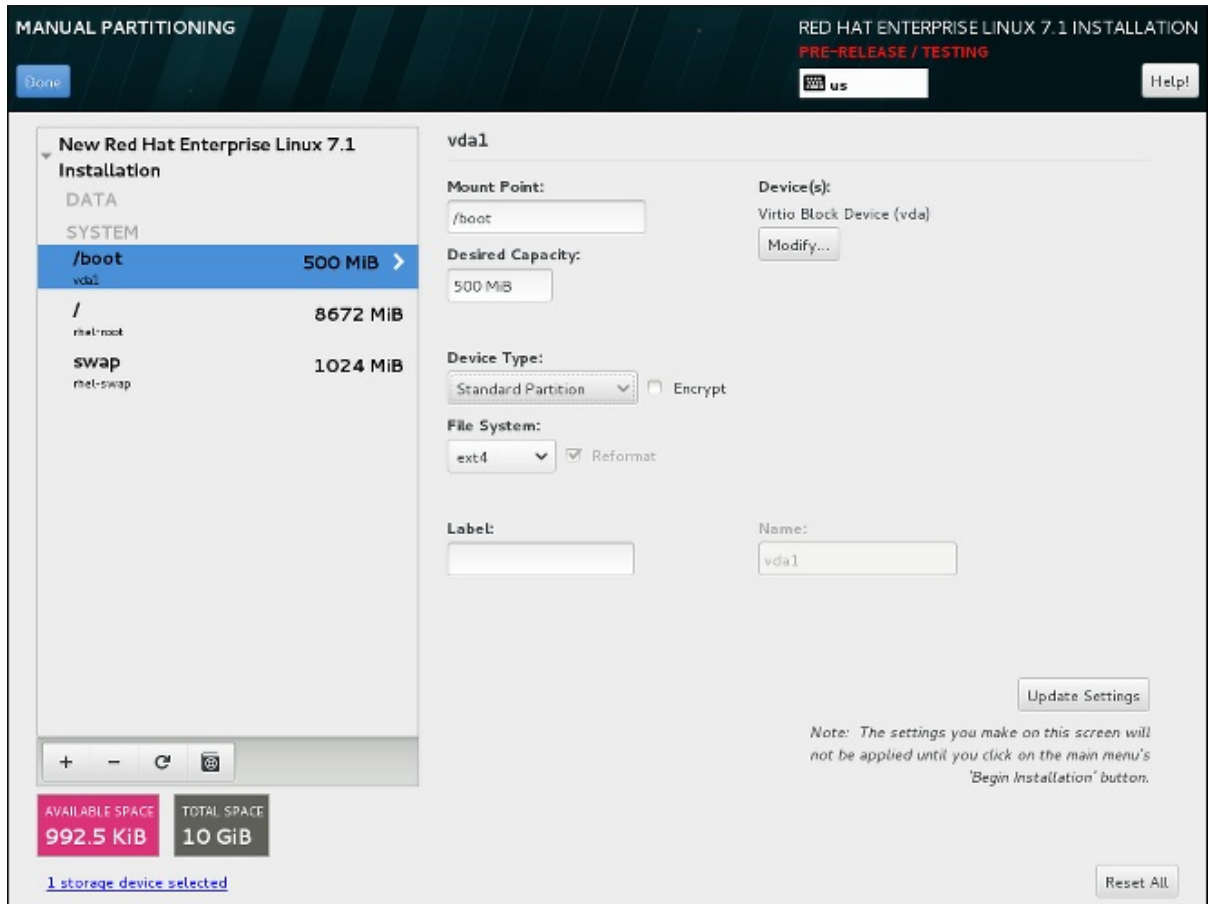 MANUAL PARTITIONING
RED HAT ENTERPRISE LINUX 7.1 INSTALLATION
PRE-RELEASE / TESTING
Done
us
Help!
New Red Hat Enterprise Linux 7.1
Installation
DATA
SYSTEM
/boot
500 MiB
vda1
/
8672 MiB
rhel-root
swap
1024 MiB
rhel-swap
+ -
AVAILABLE SPACE
992.5 KiB
TOTAL SPACE
10 GiB
1 storage device selected
vda1
Mount Point:
/boot
Device(s):
Virtio Block Device (vda)
Modify...
Desired Capacity:
500 MiB
Device Type:
Standard Partition
Encrypt
File System:
ext4
Reformat
Label:
Name:
vda1
Update Settings
Note: The settings you make on this screen will
not be applied until you click on the main menu's
'Begin Installation' button.
Reset All